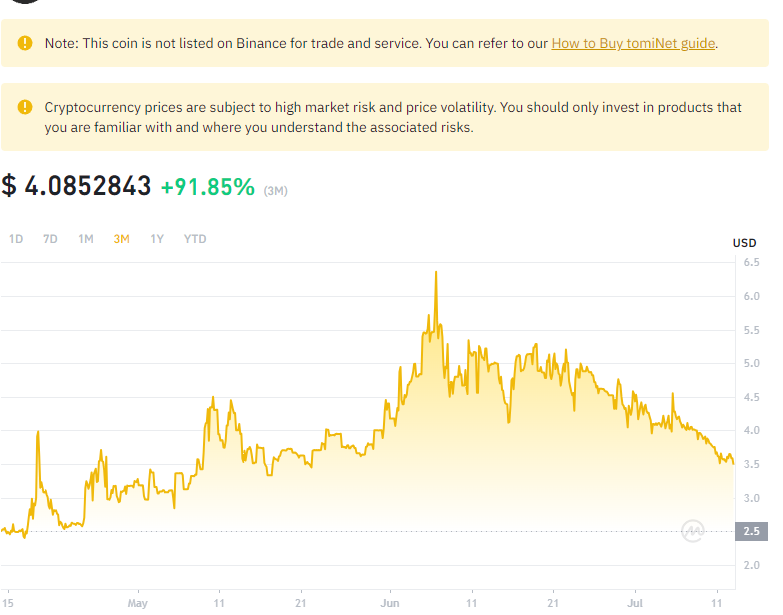 Note: This coin is not listed on Binance for trade and service. You can refer to our How to Buy tomiNet guide.
Cryptocurrency prices are subject to high market risk and price volatility. You should only invest in products that
you are familiar with and where you understand the associated risks.
$ 4.0852843 +91.85% (3M)
1D 7D 1M 3M 1Y YTD
USD
6.5
6.0
5.5
5.0
4.5
4.0
3.5
3.0
2.5
2.0
15 May 11 21 Jun 11 21 Jul 11